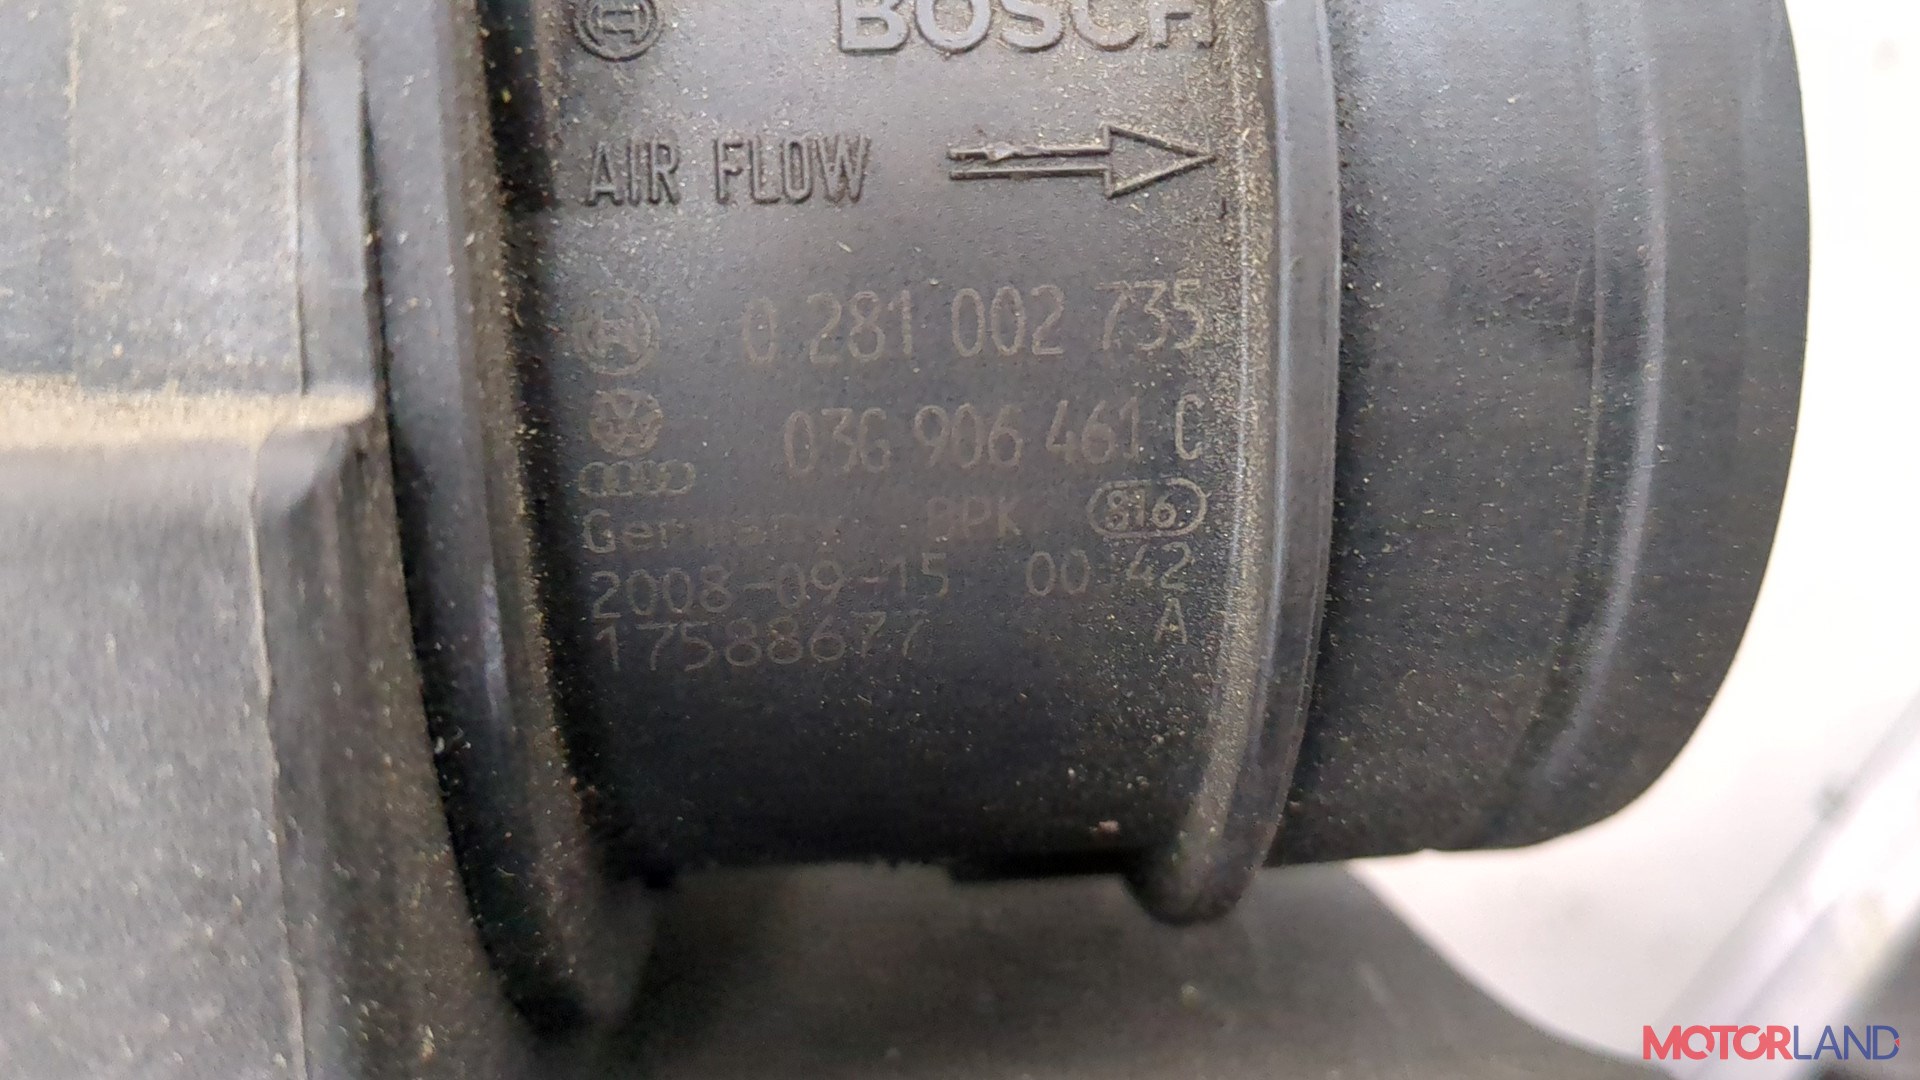 BOSCH
AIR FLOW
0 281 002 735
03G 906 461 C
Germany BPK 816
2008-09-15 00 42
17588677 A
MOTORLAND